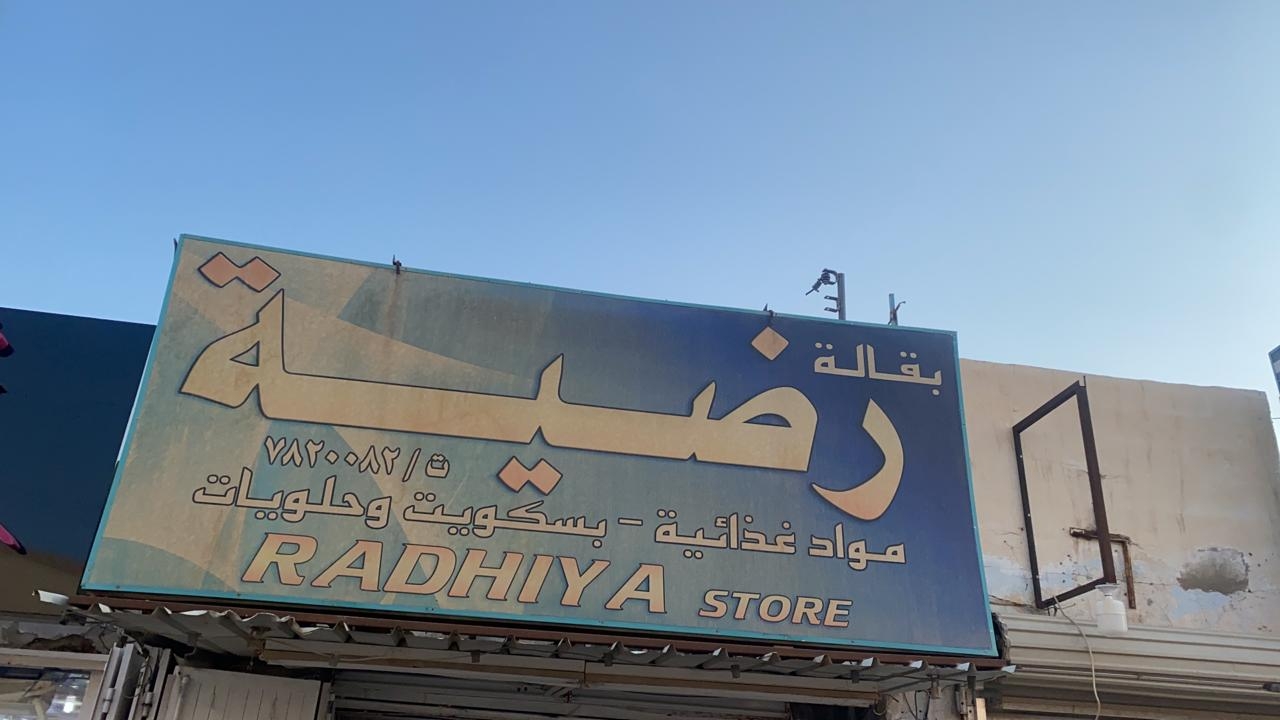 بقالة
رضية
ت / ٧٨٢٠٠٨٢
مواد غذائية - بسكويت وحلويات
RADHIYA STORE